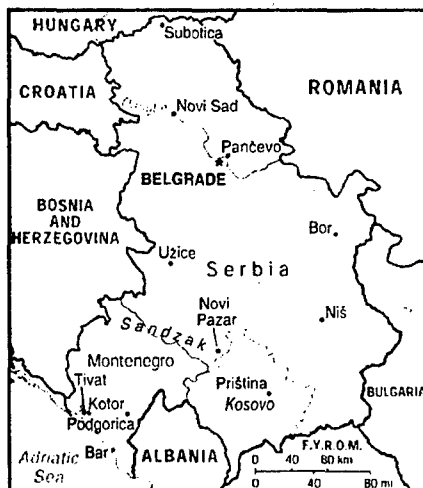 HUNGARY
Subotica
CROATIA
ROMANIA
Novi Sad
Pančevo
BELGRADE
BOSNIA
AND
HERZEGOVINA
Bor
Užice
Serbia
Novi
Pazar
Niš
Sandzak
Montenegro
Priština
Kosovo
Tivat
Kotor
Podgorica
BULGARIA
Bar
ALBANIA
F.Y.R.O.M.
Adriatic
Sea
0 40 80 km
0 40 80 mi